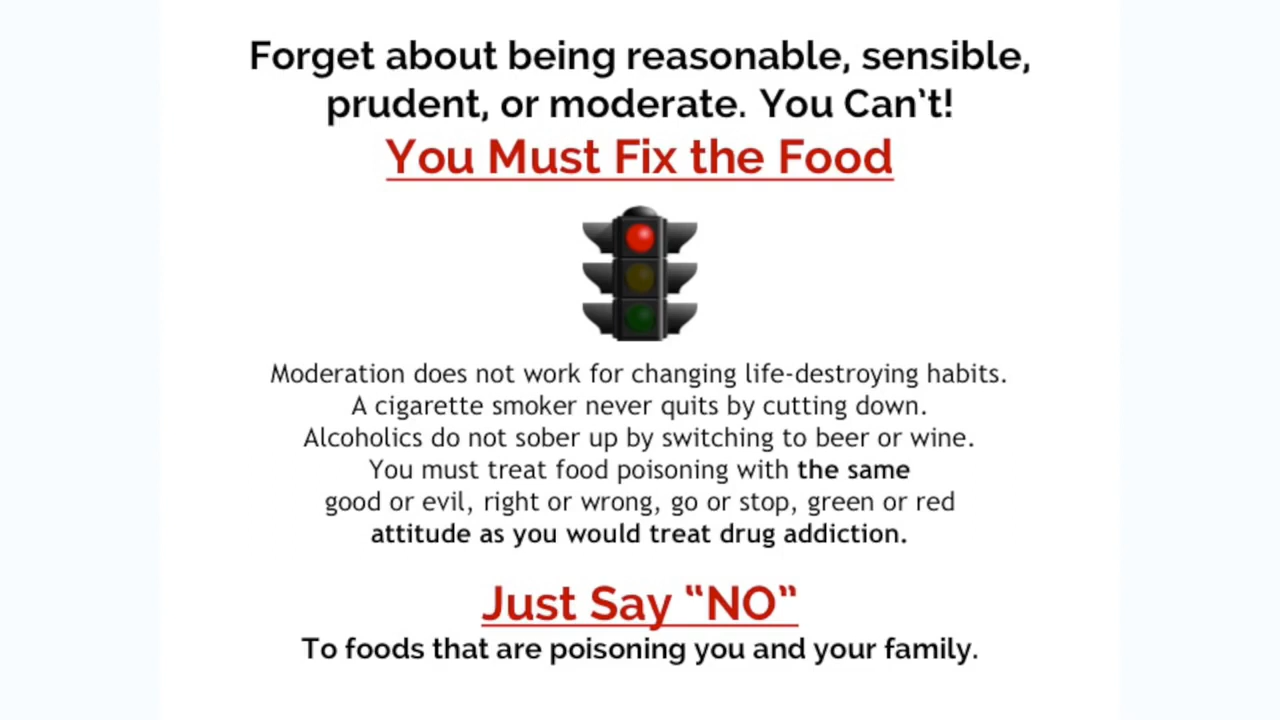 Forget about being reasonable, sensible,
prudent, or moderate. You Can't!
You Must Fix the Food
Moderation does not work for changing life-destroying habits.
A cigarette smoker never quits by cutting down.
Alcoholics do not sober up by switching to beer or wine.
You must treat food poisoning with the same
good or evil, right or wrong, go or stop, green or red
attitude as you would treat drug addiction.
Just Say “NO”
To foods that are poisoning you and your family.